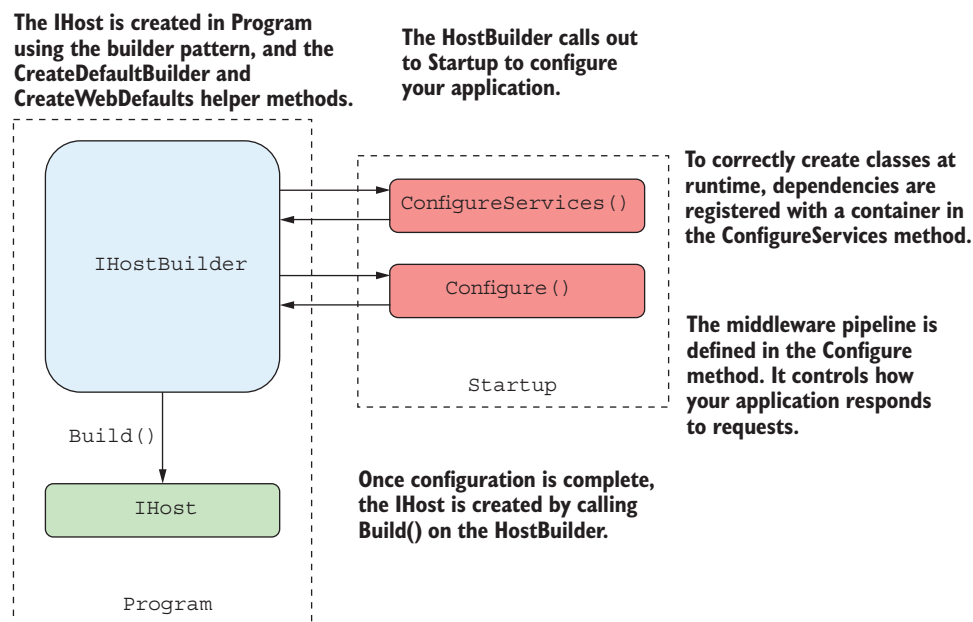 The IHost is created in Program
using the builder pattern, and the
CreateDefaultBuilder and
CreateWebDefaults helper methods.
The HostBuilder calls out
to Startup to configure
your application.
To correctly create classes at
runtime, dependencies are
registered with a container in
the ConfigureServices method.
ConfigureServices()
IHostBuilder
Configure()
The middleware pipeline is
defined in the Configure
method. It controls how
your application responds
to requests.
Startup
Build()
Once configuration is complete,
the IHost is created by calling
Build() on the HostBuilder.
IHost
Program